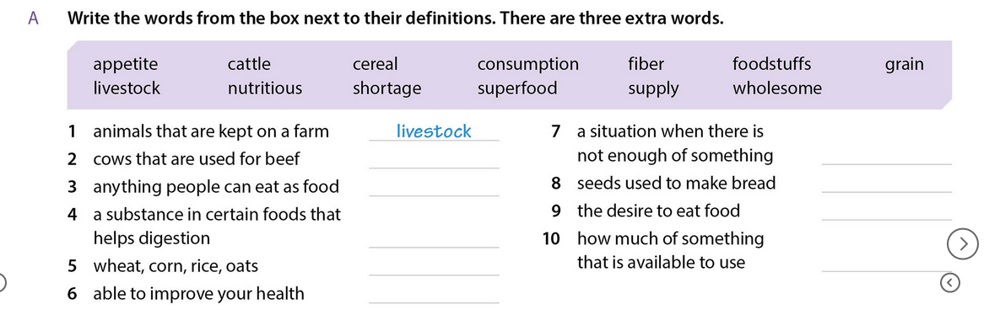 A Write the words from the box next to their definitions. There are three extra words.
appetite cattle cereal consumption fiber foodstuffs grain
livestock nutritious shortage superfood supply wholesome
1 animals that are kept on a farm livestock
2 cows that are used for beef
3 anything people can eat as food
4 a substance in certain foods that
helps digestion
5 wheat, corn, rice, oats
6 able to improve your health
7 a situation when there is
not enough of something
8 seeds used to make bread
9 the desire to eat food
10 how much of something
that is available to use